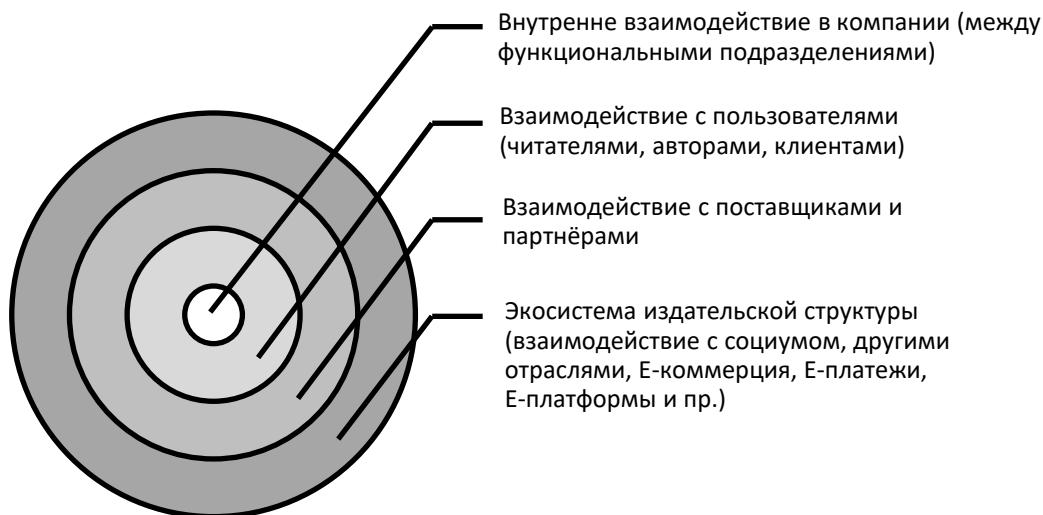 Внутренне взаимодействие в компании (между
функциональными подразделениями)
Взаимодействие с пользователями
(читателями, авторами, клиентами)
Взаимодействие с поставщиками и
партнёрами
Экосистема издательской структуры
(взаимодействие с социумом, другими
отраслями, Е-коммерция, Е-платежи,
Е-платформы и пр.)